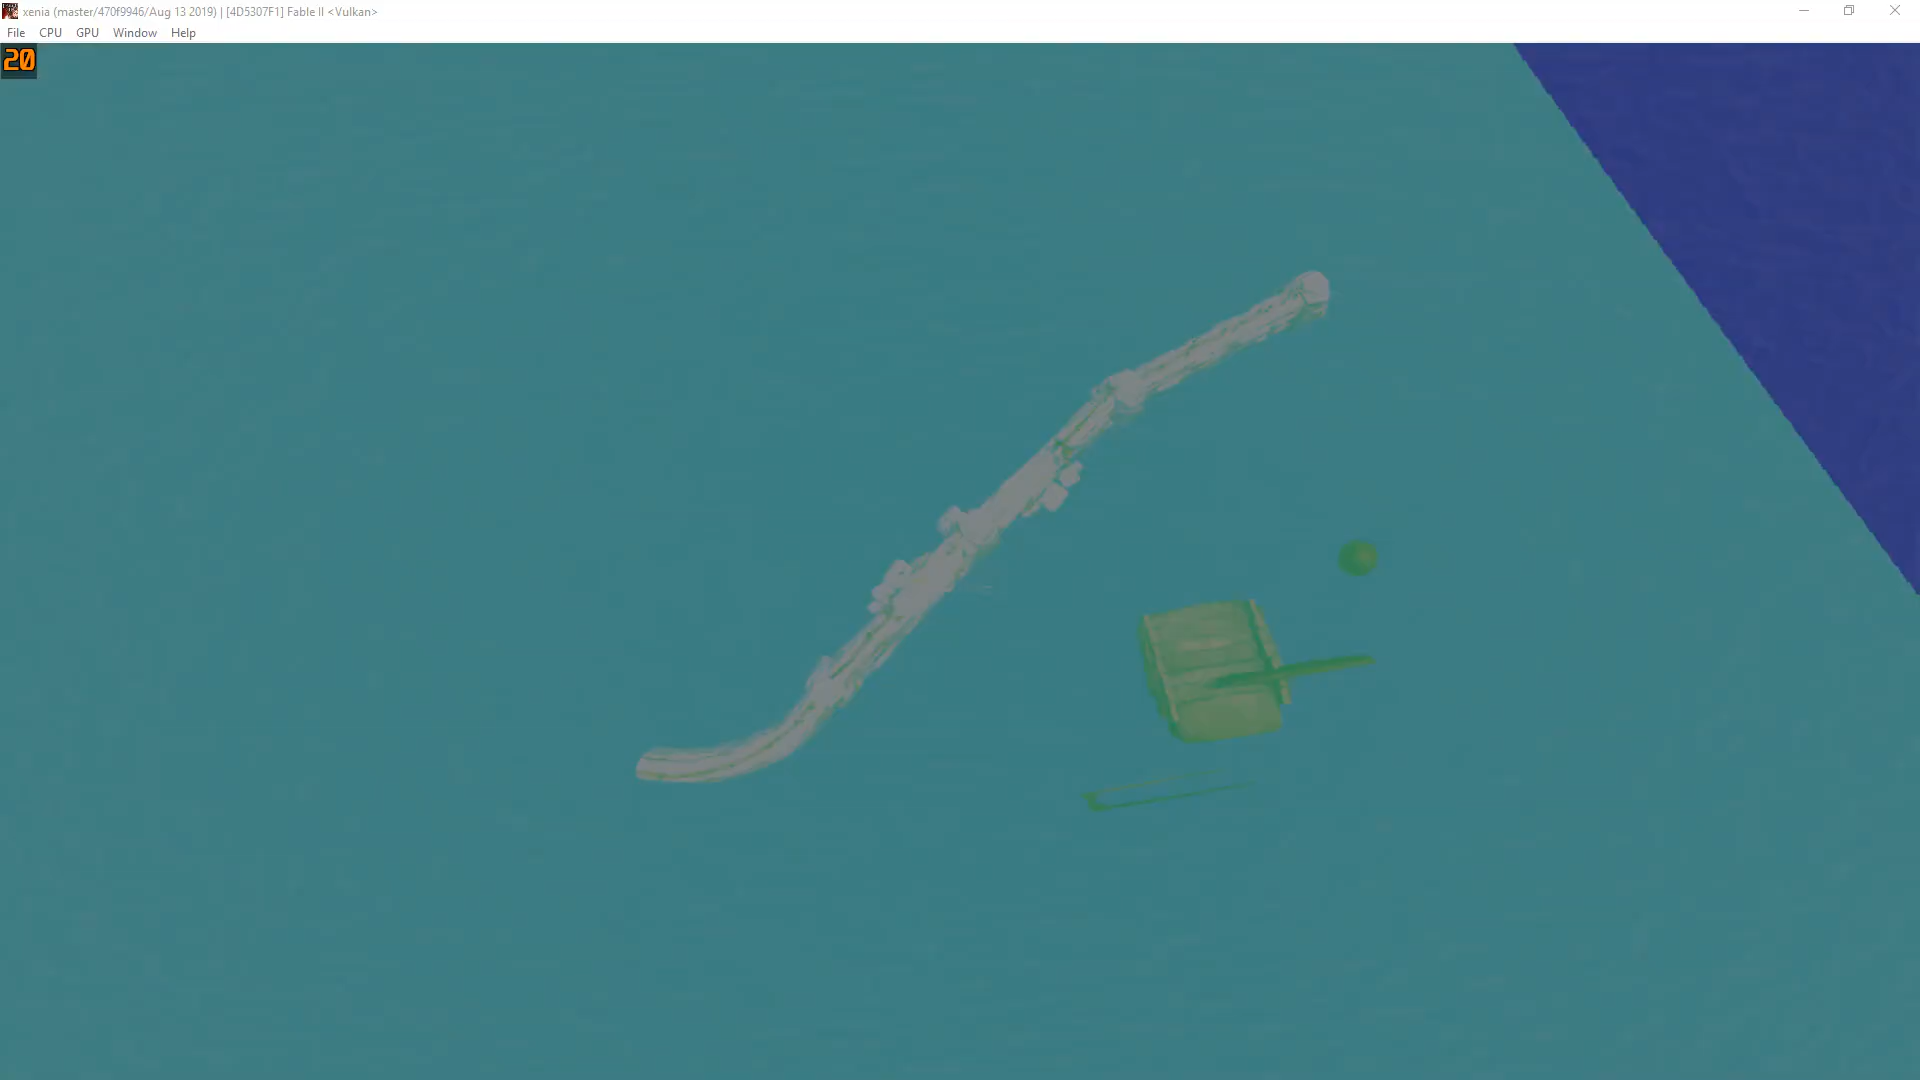 xenia (master/470f9946/Aug 13 2019) | [4D5307F1] Fable II <Vulkan>
File CPU GPU Window Help
20